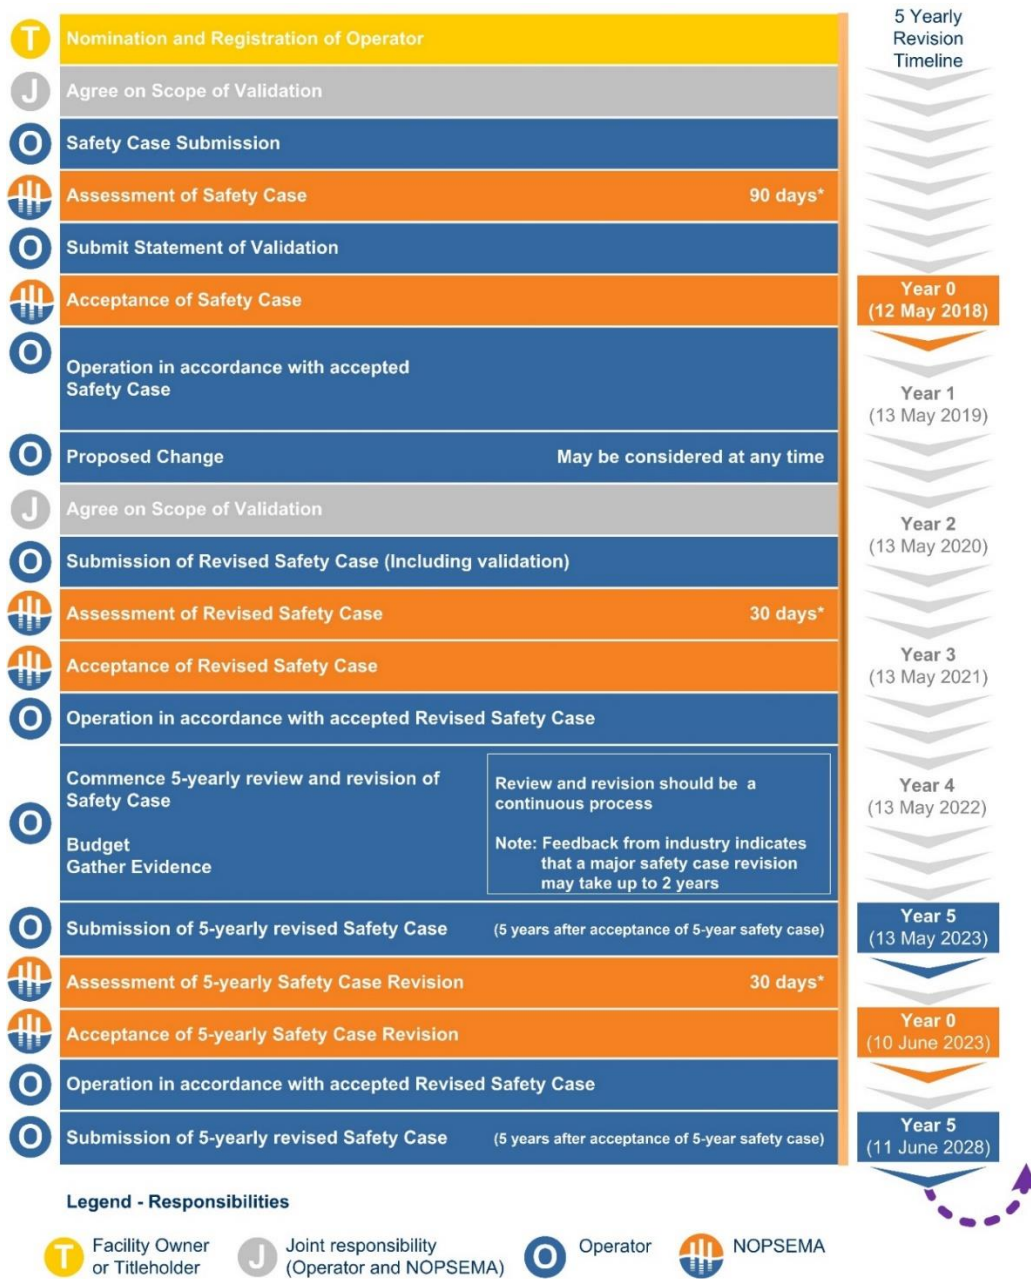 5 Yearly
Revision
Timeline
T Nomination and Registration of Operator
J Agree on Scope of Validation
O Safety Case Submission
Assessment of Safety Case 90 days*
O Submit Statement of Validation
Acceptance of Safety Case
Year 0
(12 May 2018)
O Operation in accordance with accepted
Safety Case
Year 1
(13 May 2019)
O Proposed Change May be considered at any time
J Agree on Scope of Validation
Year 2
(13 May 2020)
O Submission of Revised Safety Case (Including validation)
Assessment of Revised Safety Case 30 days*
Acceptance of Revised Safety Case
Year 3
(13 May 2021)
O Operation in accordance with accepted Revised Safety Case
O Commence 5-yearly review and revision of
Safety Case
Budget
Gather Evidence
Review and revision should be a
continuous process
Note: Feedback from industry indicates
that a major safety case revision
may take up to 2 years
Year 4
(13 May 2022)
O Submission of 5-yearly revised Safety Case (5 years after acceptance of 5-year safety case)
Year 5
(13 May 2023)
Assessment of 5-yearly Safety Case Revision 30 days*
Acceptance of 5-yearly Safety Case Revision
Year 0
(10 June 2023)
O Operation in accordance with accepted Revised Safety Case
O Submission of 5-yearly revised Safety Case (5 years after acceptance of 5-year safety case)
Year 5
(11 June 2028)
Legend - Responsibilities
T Facility Owner
or Titleholder
J Joint responsibility
(Operator and NOPSEMA)
O Operator
NOPSEMA